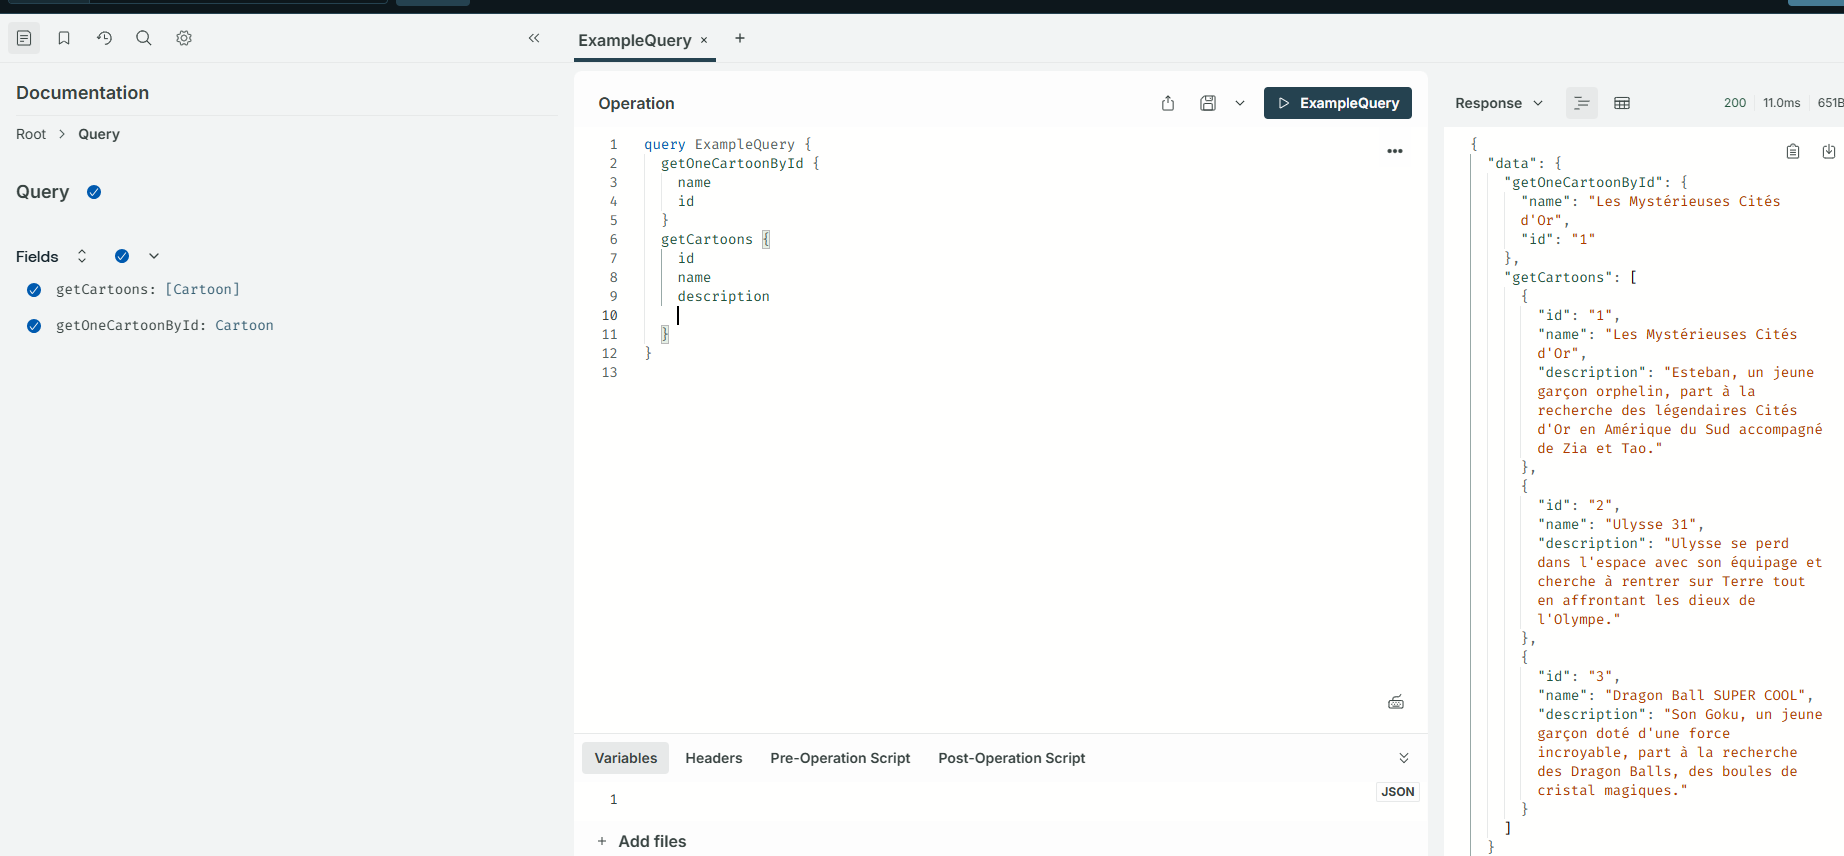 Documentation
Root > Query
Query
Fields
getCartoons: [Cartoon]
getOneCartoonById: Cartoon
ExampleQuery × +
Operation
ExampleQuery
1 query ExampleQuery {
2 getOneCartoonById {
3 name
4 id
5 }
6 getCartoons {
7 id
8 name
9 description
10
11 }
12 }
13
Variables Headers Pre-Operation Script Post-Operation Script
1
JSON
+ Add files
Response 200 11.0ms 651B
{
"data": {
"getOneCartoonById": {
"name": "Les Mystérieuses Cités
d'Or",
"id": "1"
},
"getCartoons": [
{
"id": "1",
"name": "Les Mystérieuses Cités
d'Or",
"description": "Esteban, un jeune
garçon orphelin, part à la
recherche des légendaires Cités
d'Or en Amérique du Sud accompagné
de Zia et Tao."
},
{
"id": "2",
"name": "Ulysse 31",
"description": "Ulysse se perd
dans l'espace avec son équipage et
cherche à rentrer sur Terre tout
en affrontant les dieux de
l'Olympe."
},
{
"id": "3",
"name": "Dragon Ball SUPER COOL",
"description": "Son Goku, un jeune
garçon doté d'une force
incroyable, part à la recherche
des Dragon Balls, des boules de
cristal magiques."
}
]
}